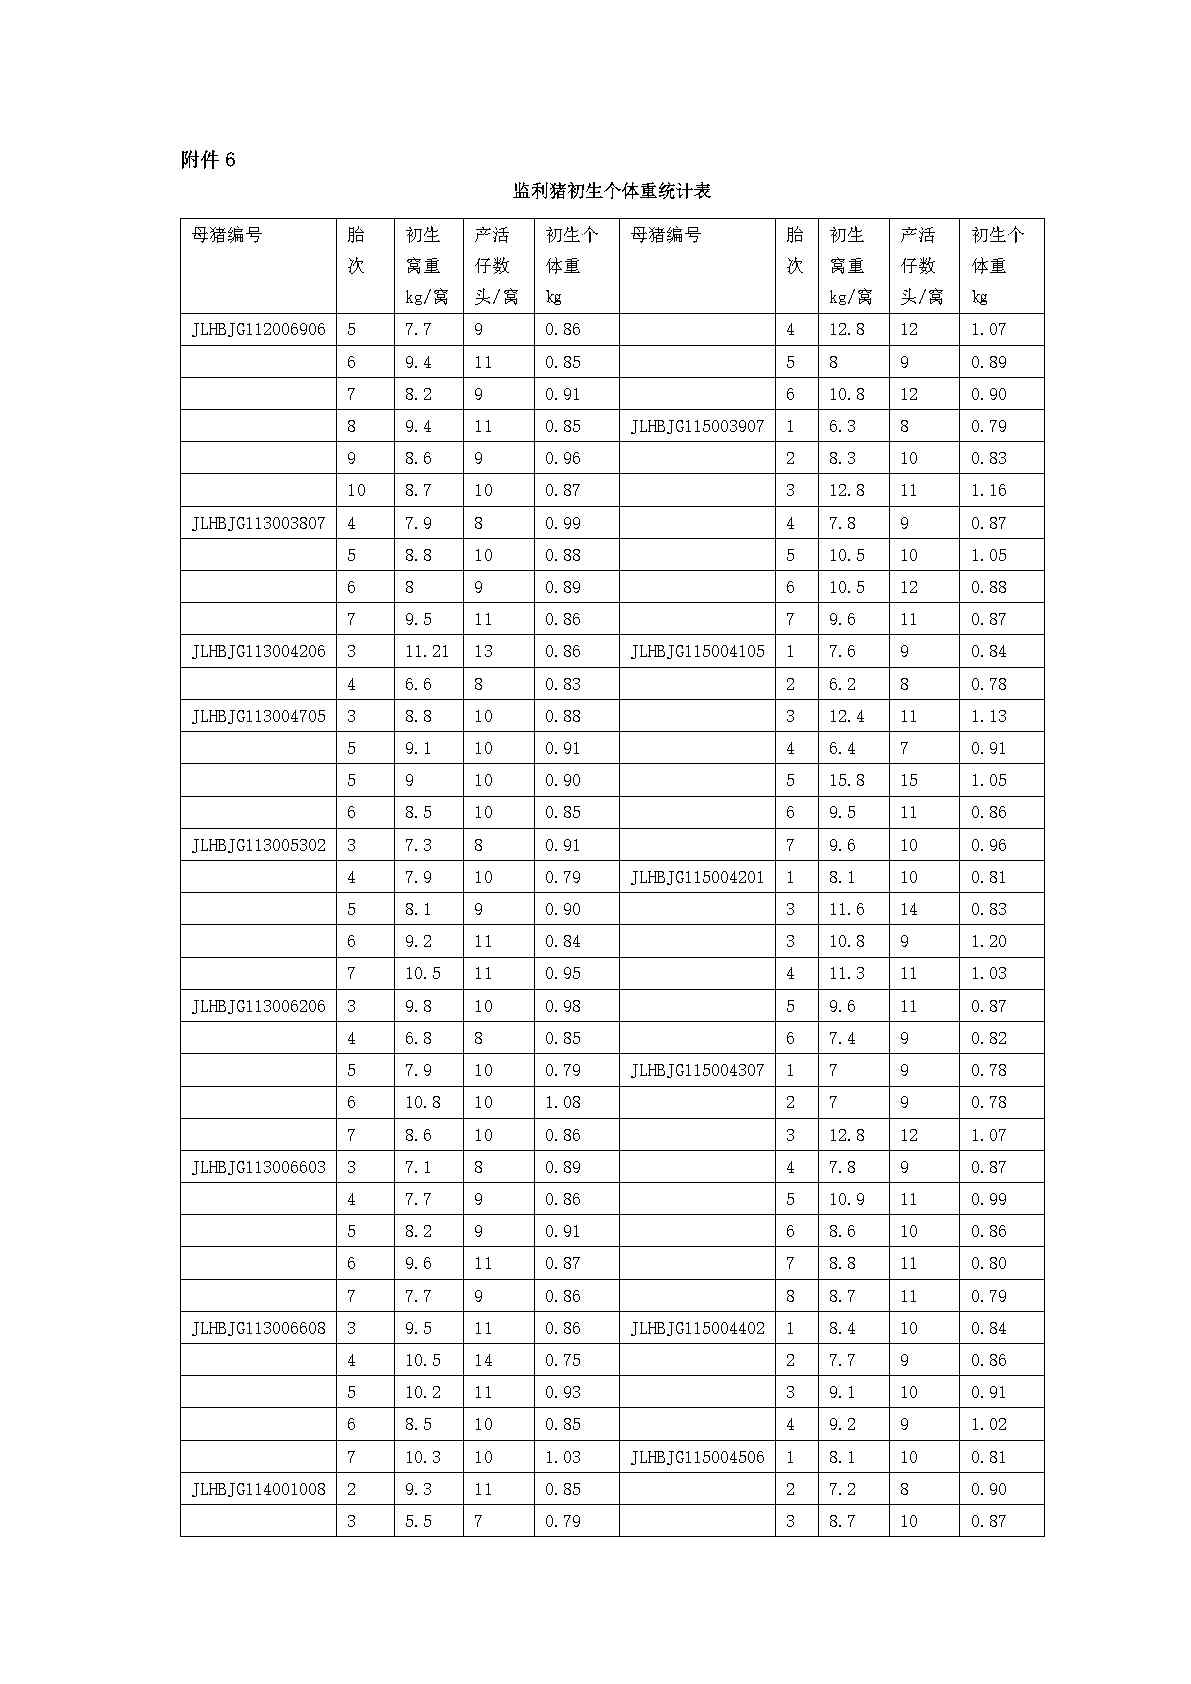 附件 6
监利猪初生个体重统计表
母猪编号 胎次 初生窝重kg/窝 产活仔数头/窝 初生个体重kg 母猪编号 胎次 初生窝重kg/窝 产活仔数头/窝 初生个体重kg
JLHBJG112006906 5 7.7 9 0.86 4 12.8 12 1.07
6 9.4 11 0.85 5 8 9 0.89
7 8.2 9 0.91 6 10.8 12 0.90
8 9.4 11 0.85 JLHBJG115003907 1 6.3 8 0.79
9 8.6 9 0.96 2 8.3 10 0.83
10 8.7 10 0.87 3 12.8 11 1.16
JLHBJG113003807 4 7.9 8 0.99 4 7.8 9 0.87
5 8.8 10 0.88 5 10.5 10 1.05
6 8 9 0.89 6 10.5 12 0.88
7 9.5 11 0.86 7 9.6 11 0.87
JLHBJG113004206 3 11.21 13 0.86 JLHBJG115004105 1 7.6 9 0.84
4 6.6 8 0.83 2 6.2 8 0.78
JLHBJG113004705 3 8.8 10 0.88 3 12.4 11 1.13
5 9.1 10 0.91 4 6.4 7 0.91
5 9 10 0.90 5 15.8 15 1.05
6 8.5 10 0.85 6 9.5 11 0.86
JLHBJG113005302 3 7.3 8 0.91 7 9.6 10 0.96
4 7.9 10 0.79 JLHBJG115004201 1 8.1 10 0.81
5 8.1 9 0.90 3 11.6 14 0.83
6 9.2 11 0.84 3 10.8 9 1.20
7 10.5 11 0.95 4 11.3 11 1.03
JLHBJG113006206 3 9.8 10 0.98 5 9.6 11 0.87
4 6.8 8 0.85 6 7.4 9 0.82
5 7.9 10 0.79 JLHBJG115004307 1 7 9 0.78
6 10.8 10 1.08 2 7 9 0.78
7 8.6 10 0.86 3 12.8 12 1.07
JLHBJG113006603 3 7.1 8 0.89 4 7.8 9 0.87
4 7.7 9 0.86 5 10.9 11 0.99
5 8.2 9 0.91 6 8.6 10 0.86
6 9.6 11 0.87 7 8.8 11 0.80
7 7.7 9 0.86 8 8.7 11 0.79
JLHBJG113006608 3 9.5 11 0.86 JLHBJG115004402 1 8.4 10 0.84
4 10.5 14 0.75 2 7.7 9 0.86
5 10.2 11 0.93 3 9.1 10 0.91
6 8.5 10 0.85 4 9.2 9 1.02
7 10.3 10 1.03 JLHBJG115004506 1 8.1 10 0.81
JLHBJG114001008 2 9.3 11 0.85 2 7.2 8 0.90
3 5.5 7 0.79 3 8.7 10 0.87